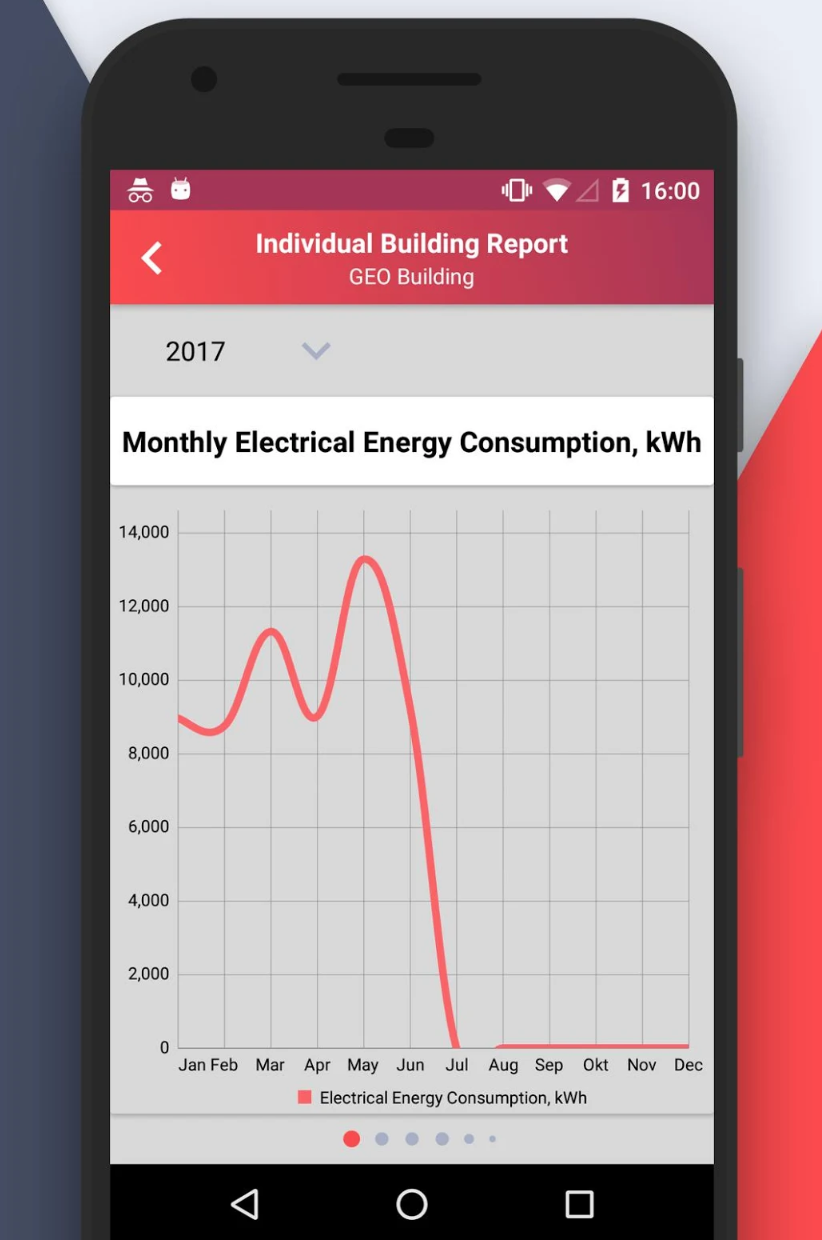 16:00
Individual Building Report
GEO Building
2017
Monthly Electrical Energy Consumption, kWh
14,000
12,000
10,000
8,000
6,000
4,000
2,000
0
Jan Feb Mar Apr May Jun Jul Aug Sep Okt Nov Dec
Electrical Energy Consumption, kWh